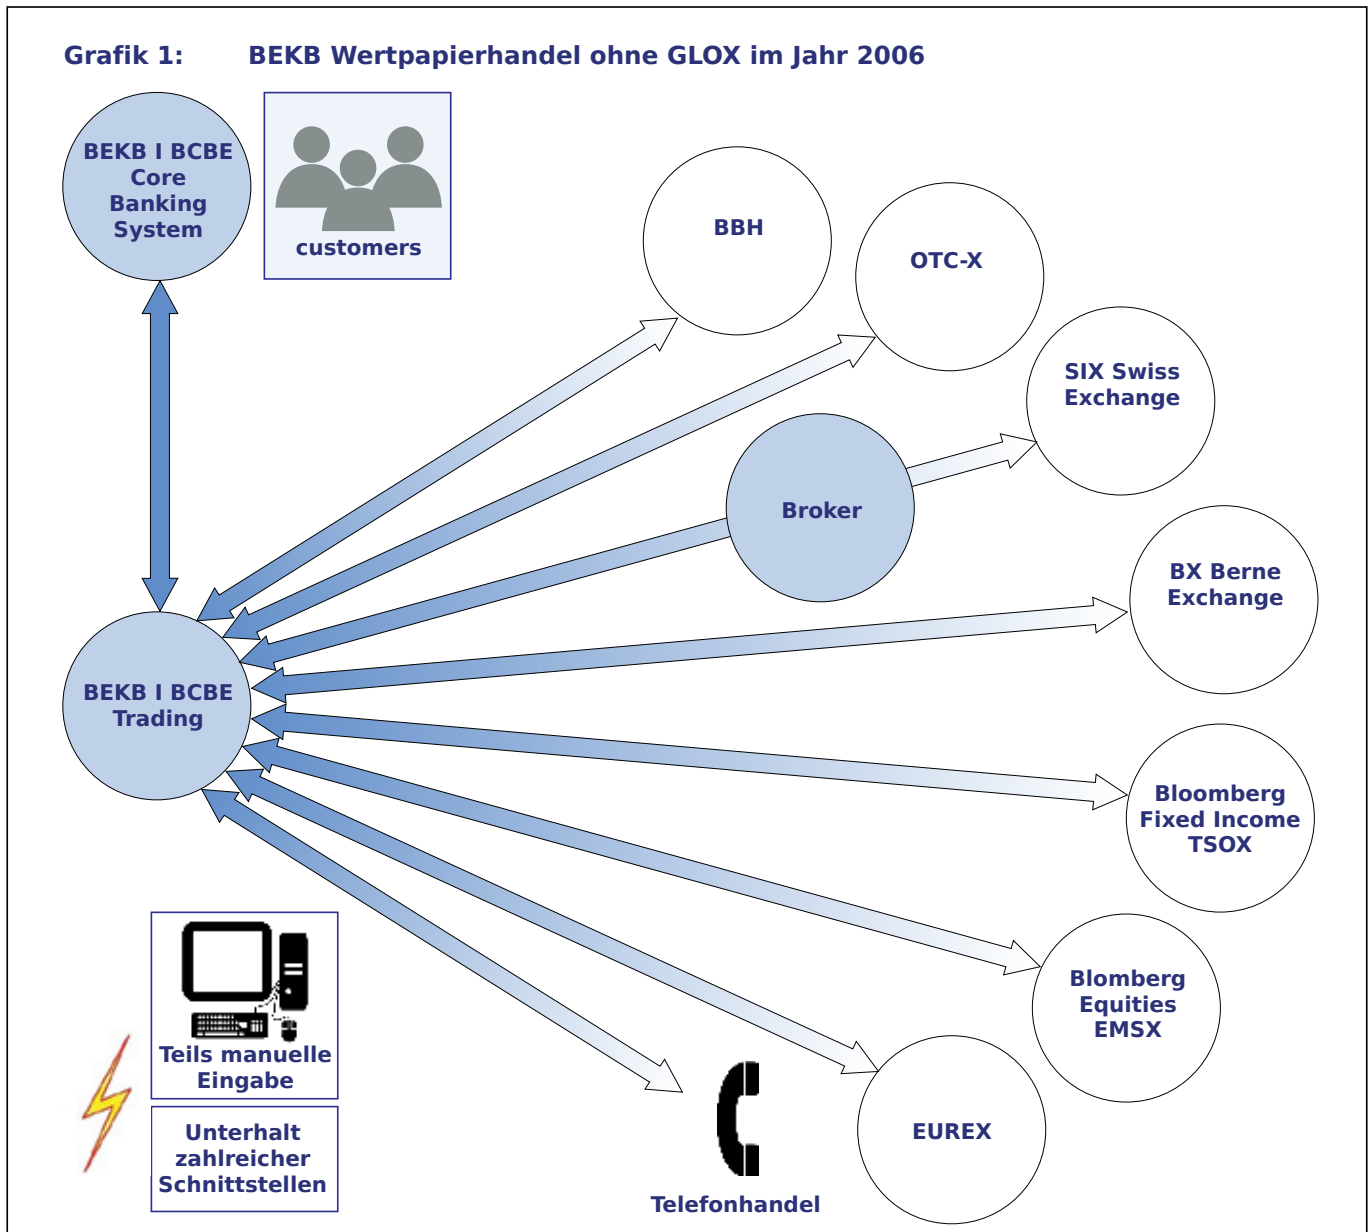 Grafik 1: BEKB Wertpapierhandel ohne GLOX im Jahr 2006
BEKB I BCBE
Core
Banking
System
customers
BBH
OTC-X
SIX Swiss
Exchange
Broker
BX Berne
Exchange
BEKB I BCBE
Trading
Bloomberg
Fixed Income
TSOX
Blomberg
Equities
EMSX
Teils manuelle
Eingabe
EUREX
Unterhalt
zahlreicher
Schnittstellen
Telefonhandel